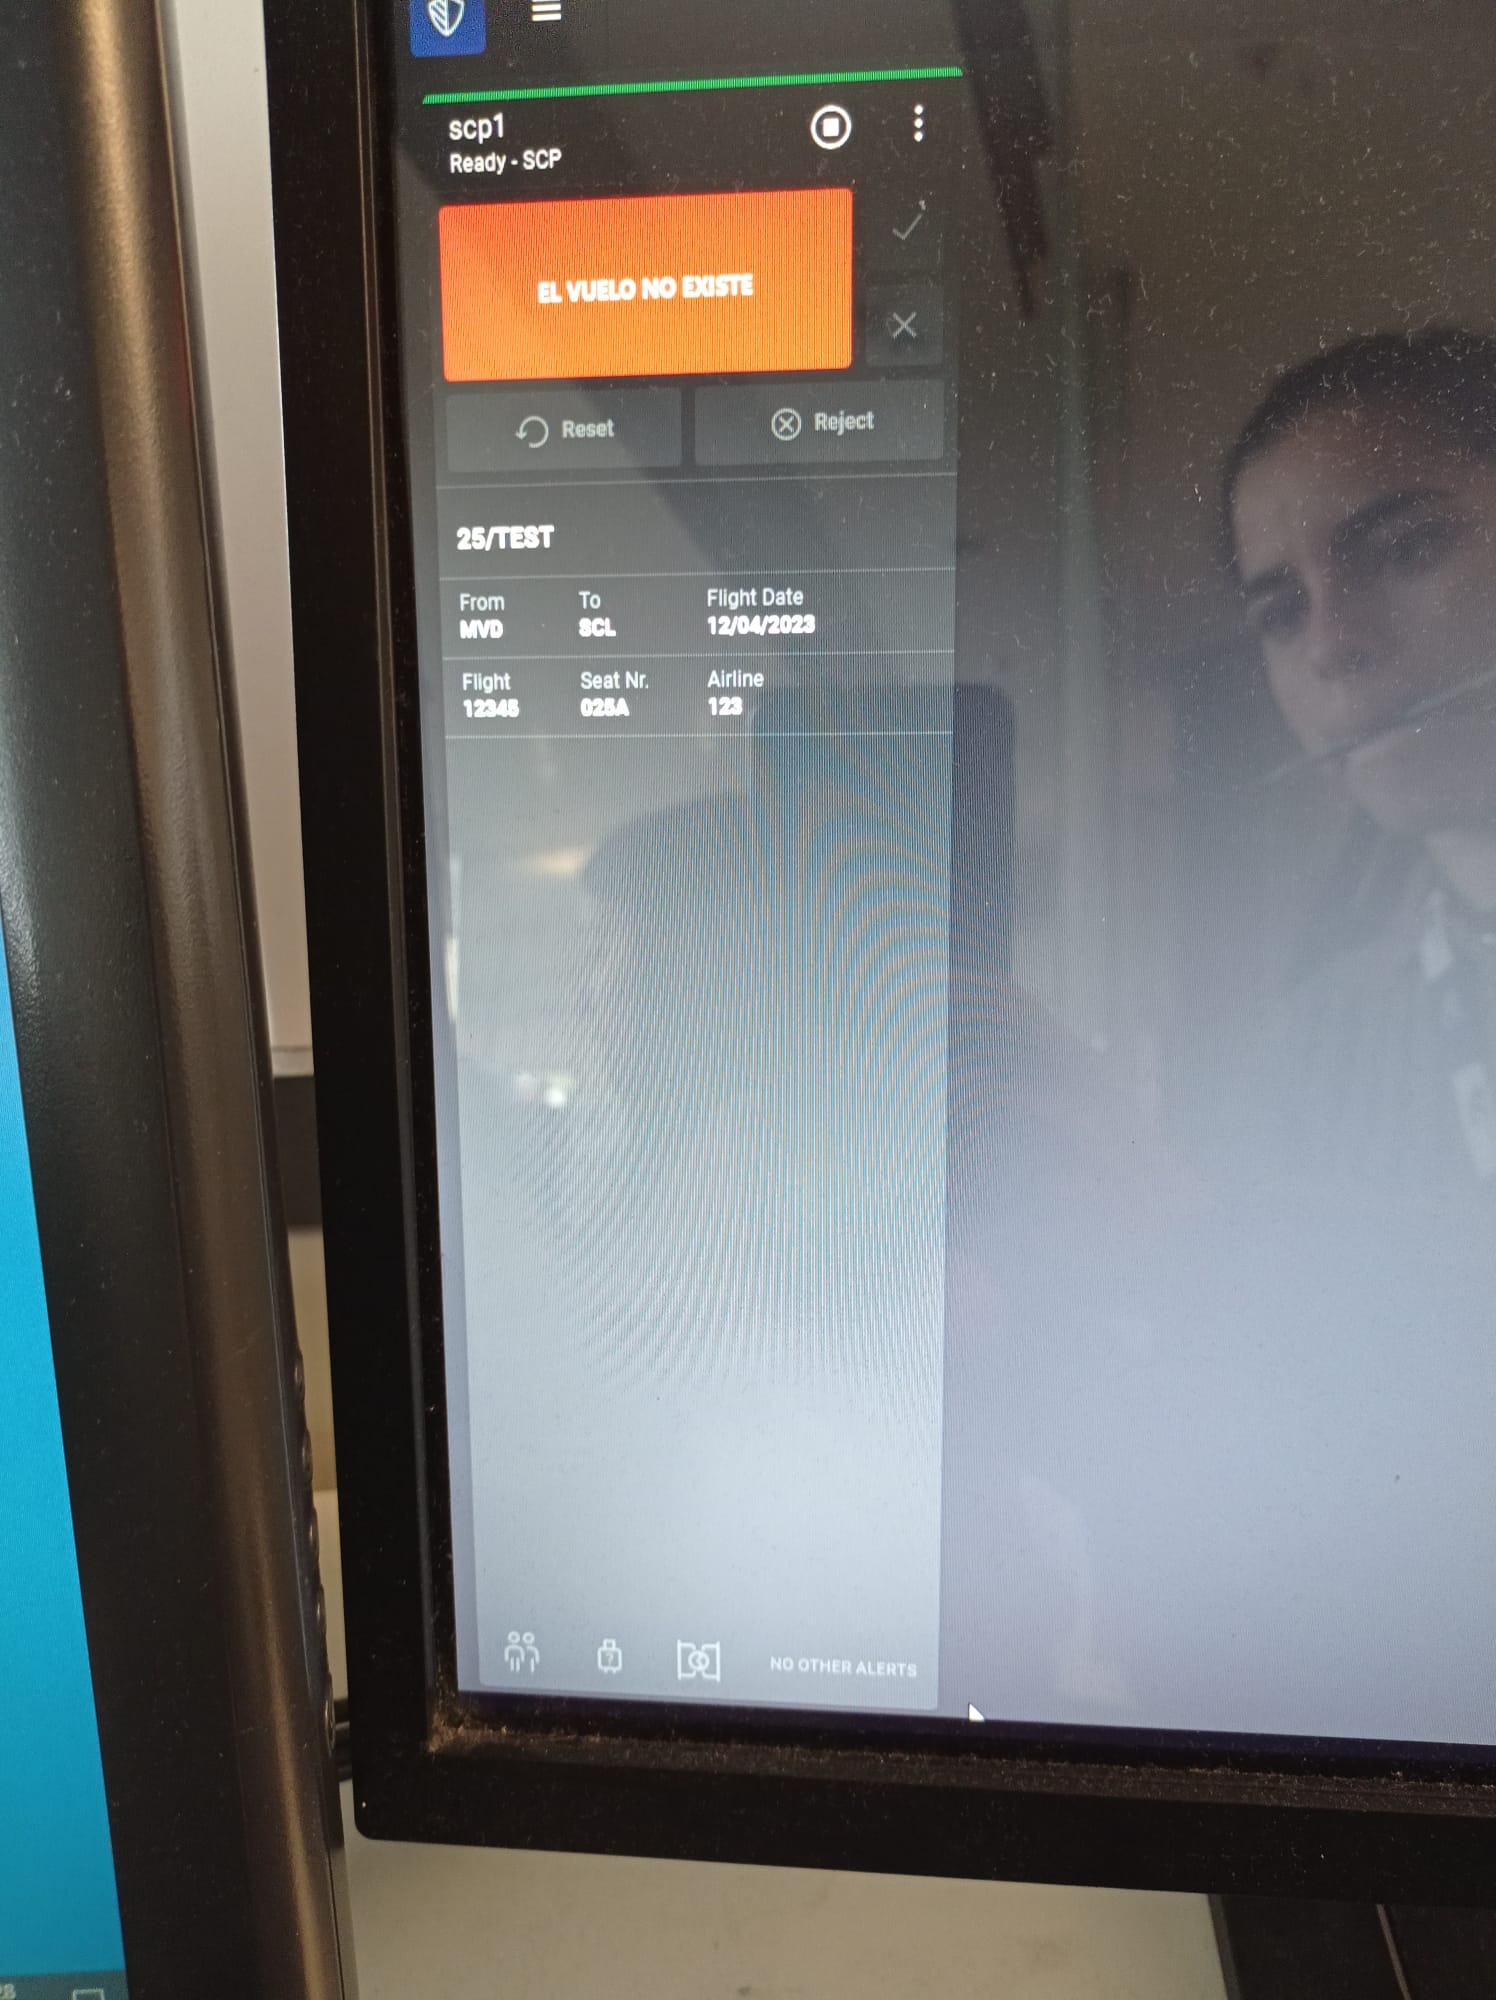 scp1
Ready - SCP
EL VUELO NO EXISTE
Reset
Reject
25/TEST
From To Flight Date
MVD SCL 12/04/2023
Flight Seat Nr. Airline
12345 025A 123
NO OTHER ALERTS